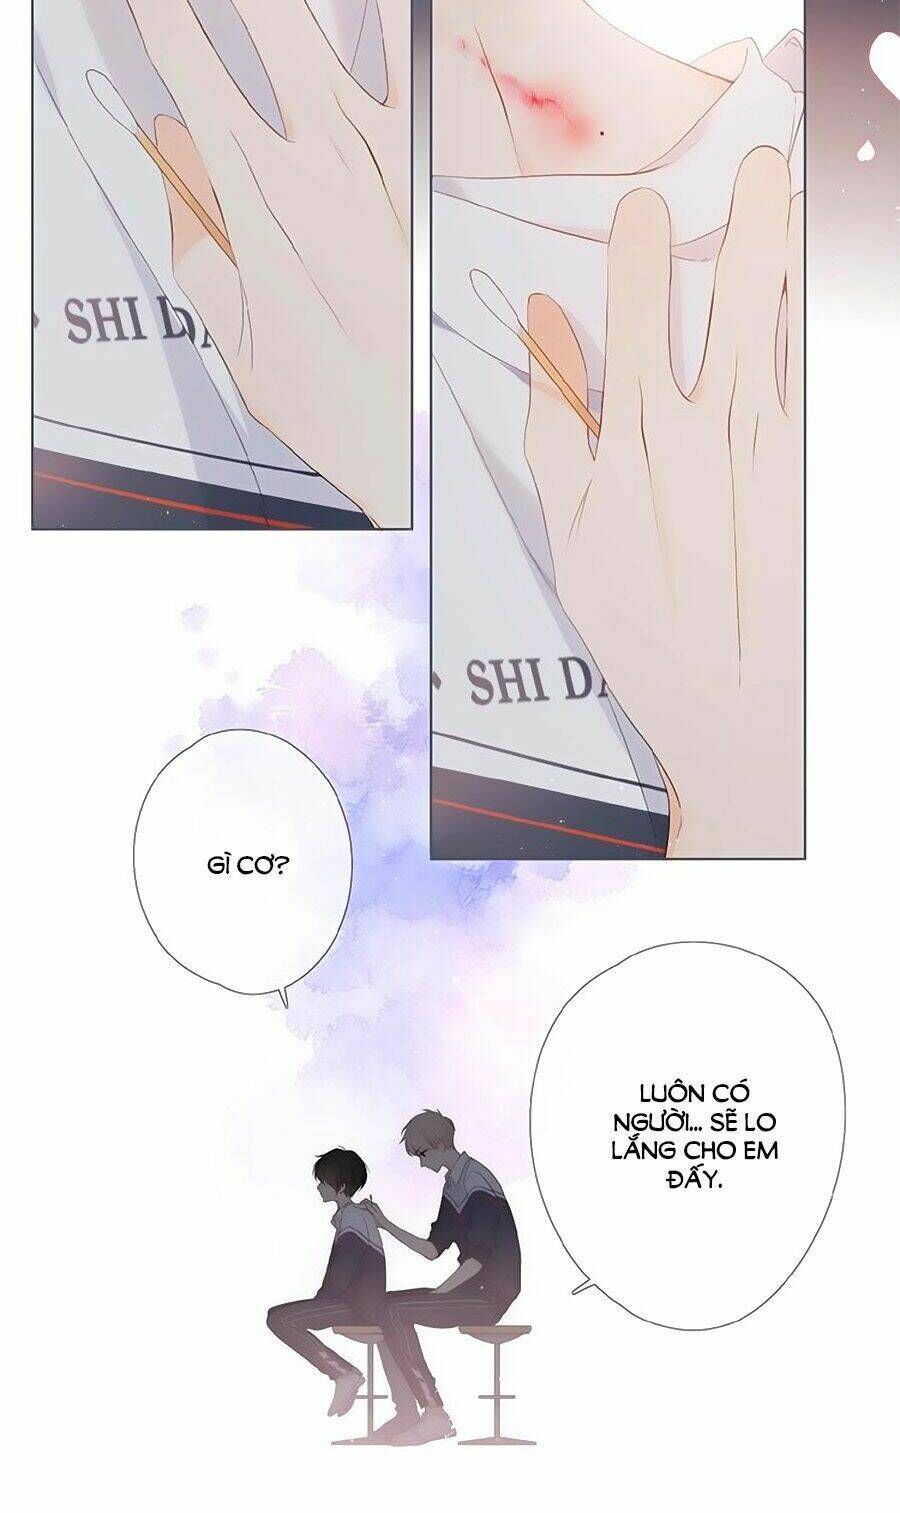 SHI DA
SHI DA
GÌ CƠ?
LUÔN CÓ
NGƯỜI... SẼ LO
LẮNG CHO EM
ĐẤY.